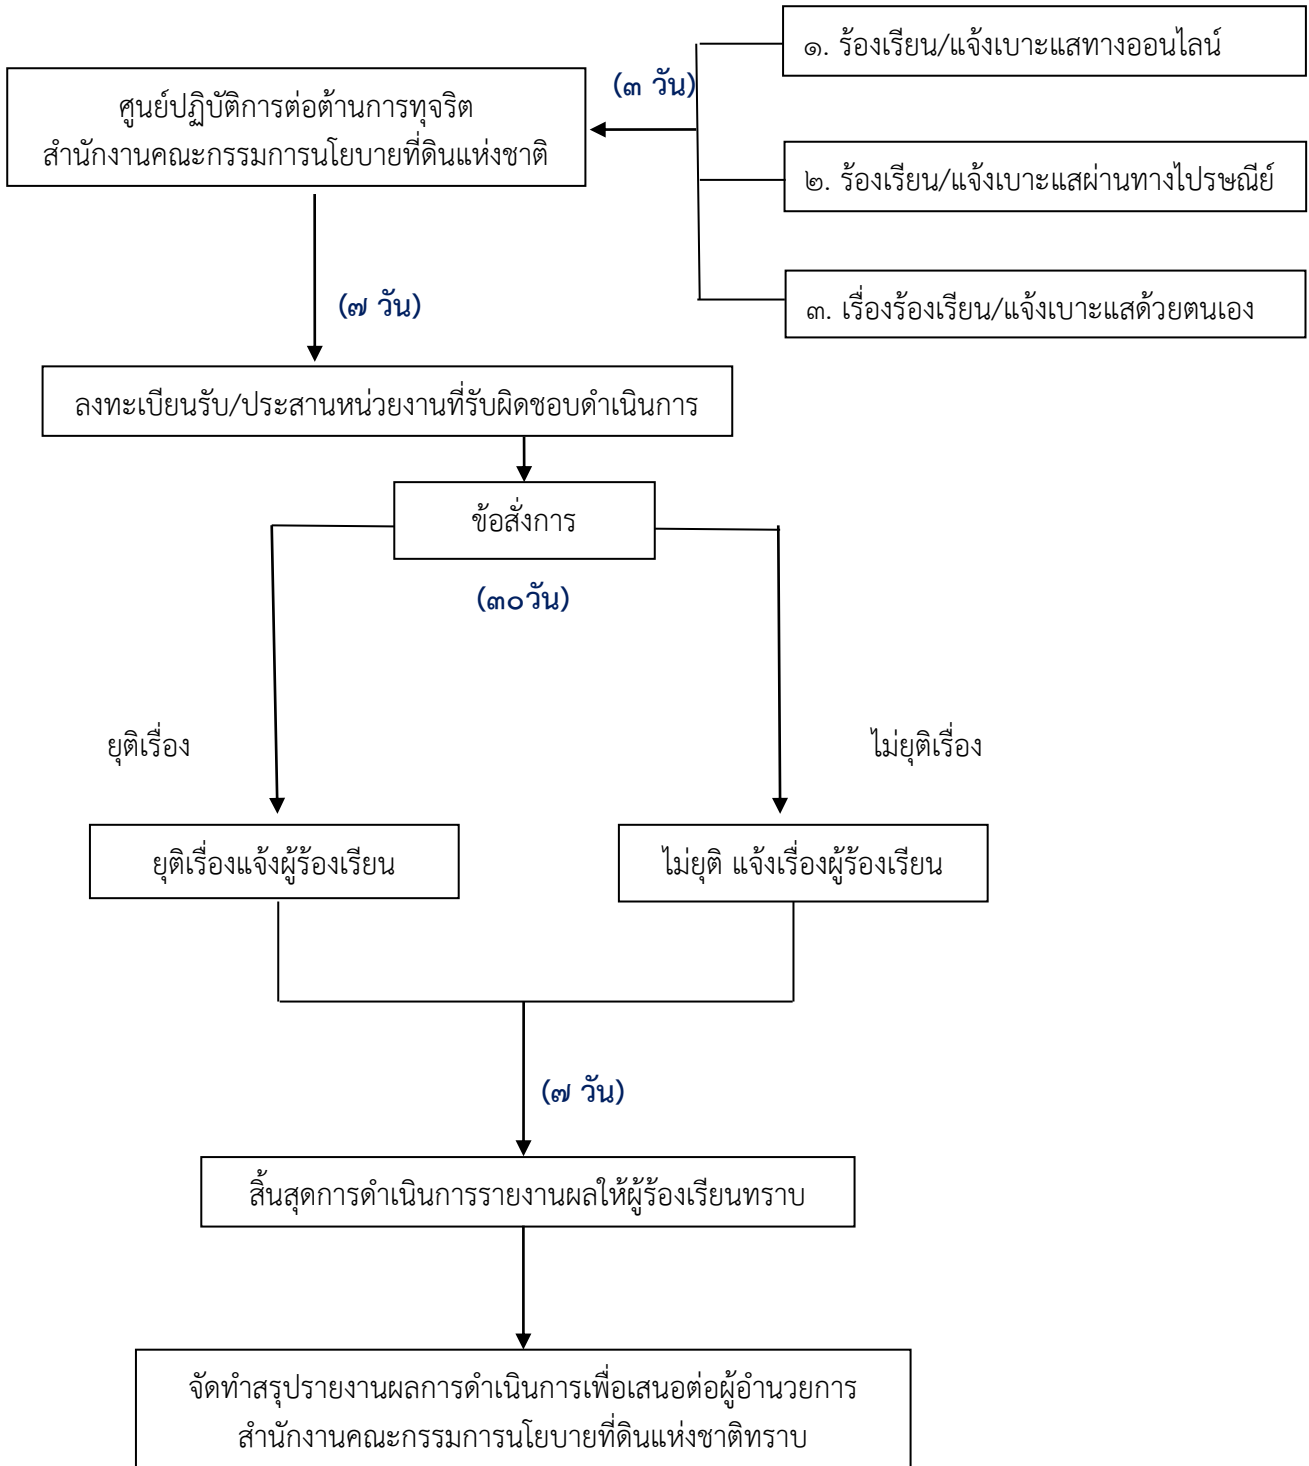 ๑. ร้องเรียน/แจ้งเบาะแสทางออนไลน์
(๓ วัน)
ศูนย์ปฏิบัติการต่อต้านการทุจริต
สำนักงานคณะกรรมการนโยบายที่ดินแห่งชาติ
๒. ร้องเรียน/แจ้งเบาะแสผ่านทางไปรษณีย์
๓. เรื่องร้องเรียน/แจ้งเบาะแสด้วยตนเอง
(๗ วัน)
ลงทะเบียนรับ/ประสานหน่วยงานที่รับผิดชอบดำเนินการ
ข้อสั่งการ
(๓๐วัน)
ยุติเรื่อง
ไม่ยุติเรื่อง
ยุติเรื่องแจ้งผู้ร้องเรียน
ไม่ยุติ แจ้งเรื่องผู้ร้องเรียน
(๗ วัน)
สิ้นสุดการดำเนินการรายงานผลให้ผู้ร้องเรียนทราบ
จัดทำสรุปรายงานผลการดำเนินการเพื่อเสนอต่อผู้อำนวยการ
สำนักงานคณะกรรมการนโยบายที่ดินแห่งชาติทราบ